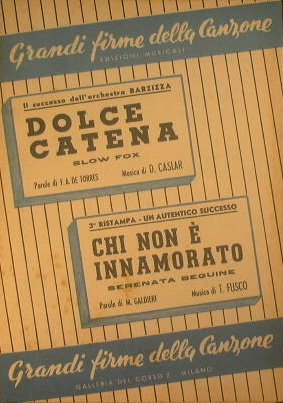 Grandi firme della Canzone
EDIZIONI MUSICALI
Il successo dell'orchestra BARZIZZA
DOLCE
CATENA
SLOW FOX
Parole di T. A. DE TORRES Musica di D. CASLAR
3ª RISTAMPA - UN AUTENTICO SUCCESSO
CHI NON È
INNAMORATO
SERENATA BEGUINE
Parole di M. GALDIERI Musica di T. FUSCO
Grandi firme della Canzone
GALLERIA DEL CORSO 2 - MILANO